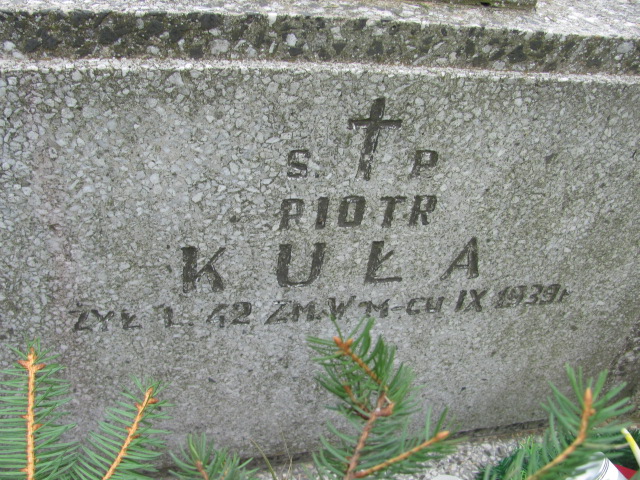 S. P
PIOTR
KUŁA
ŻYŁ L. 42 ZM. W M-CU IX 1939r